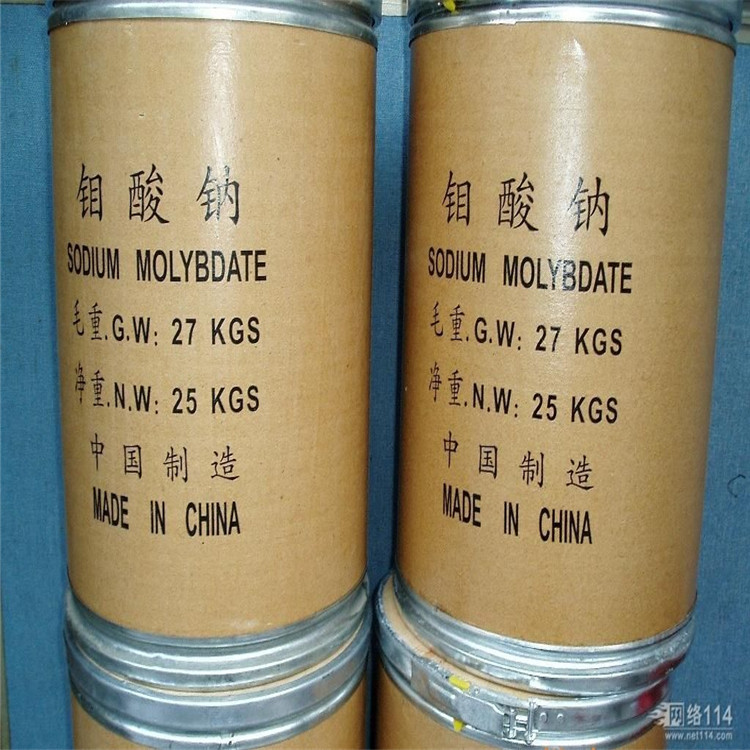 钼酸钠
SODIUM MOLYBDATE
毛重.G.W: 27 KGS
净重.N.W: 25 KGS
中国制造
MADE IN CHINA
钼酸钠
SODIUM MOLYBDATE
毛重.G.W: 27 KGS
净重.N.W: 25 KGS
中国制造
MADE IN CHINA
网络114
www.net114.com